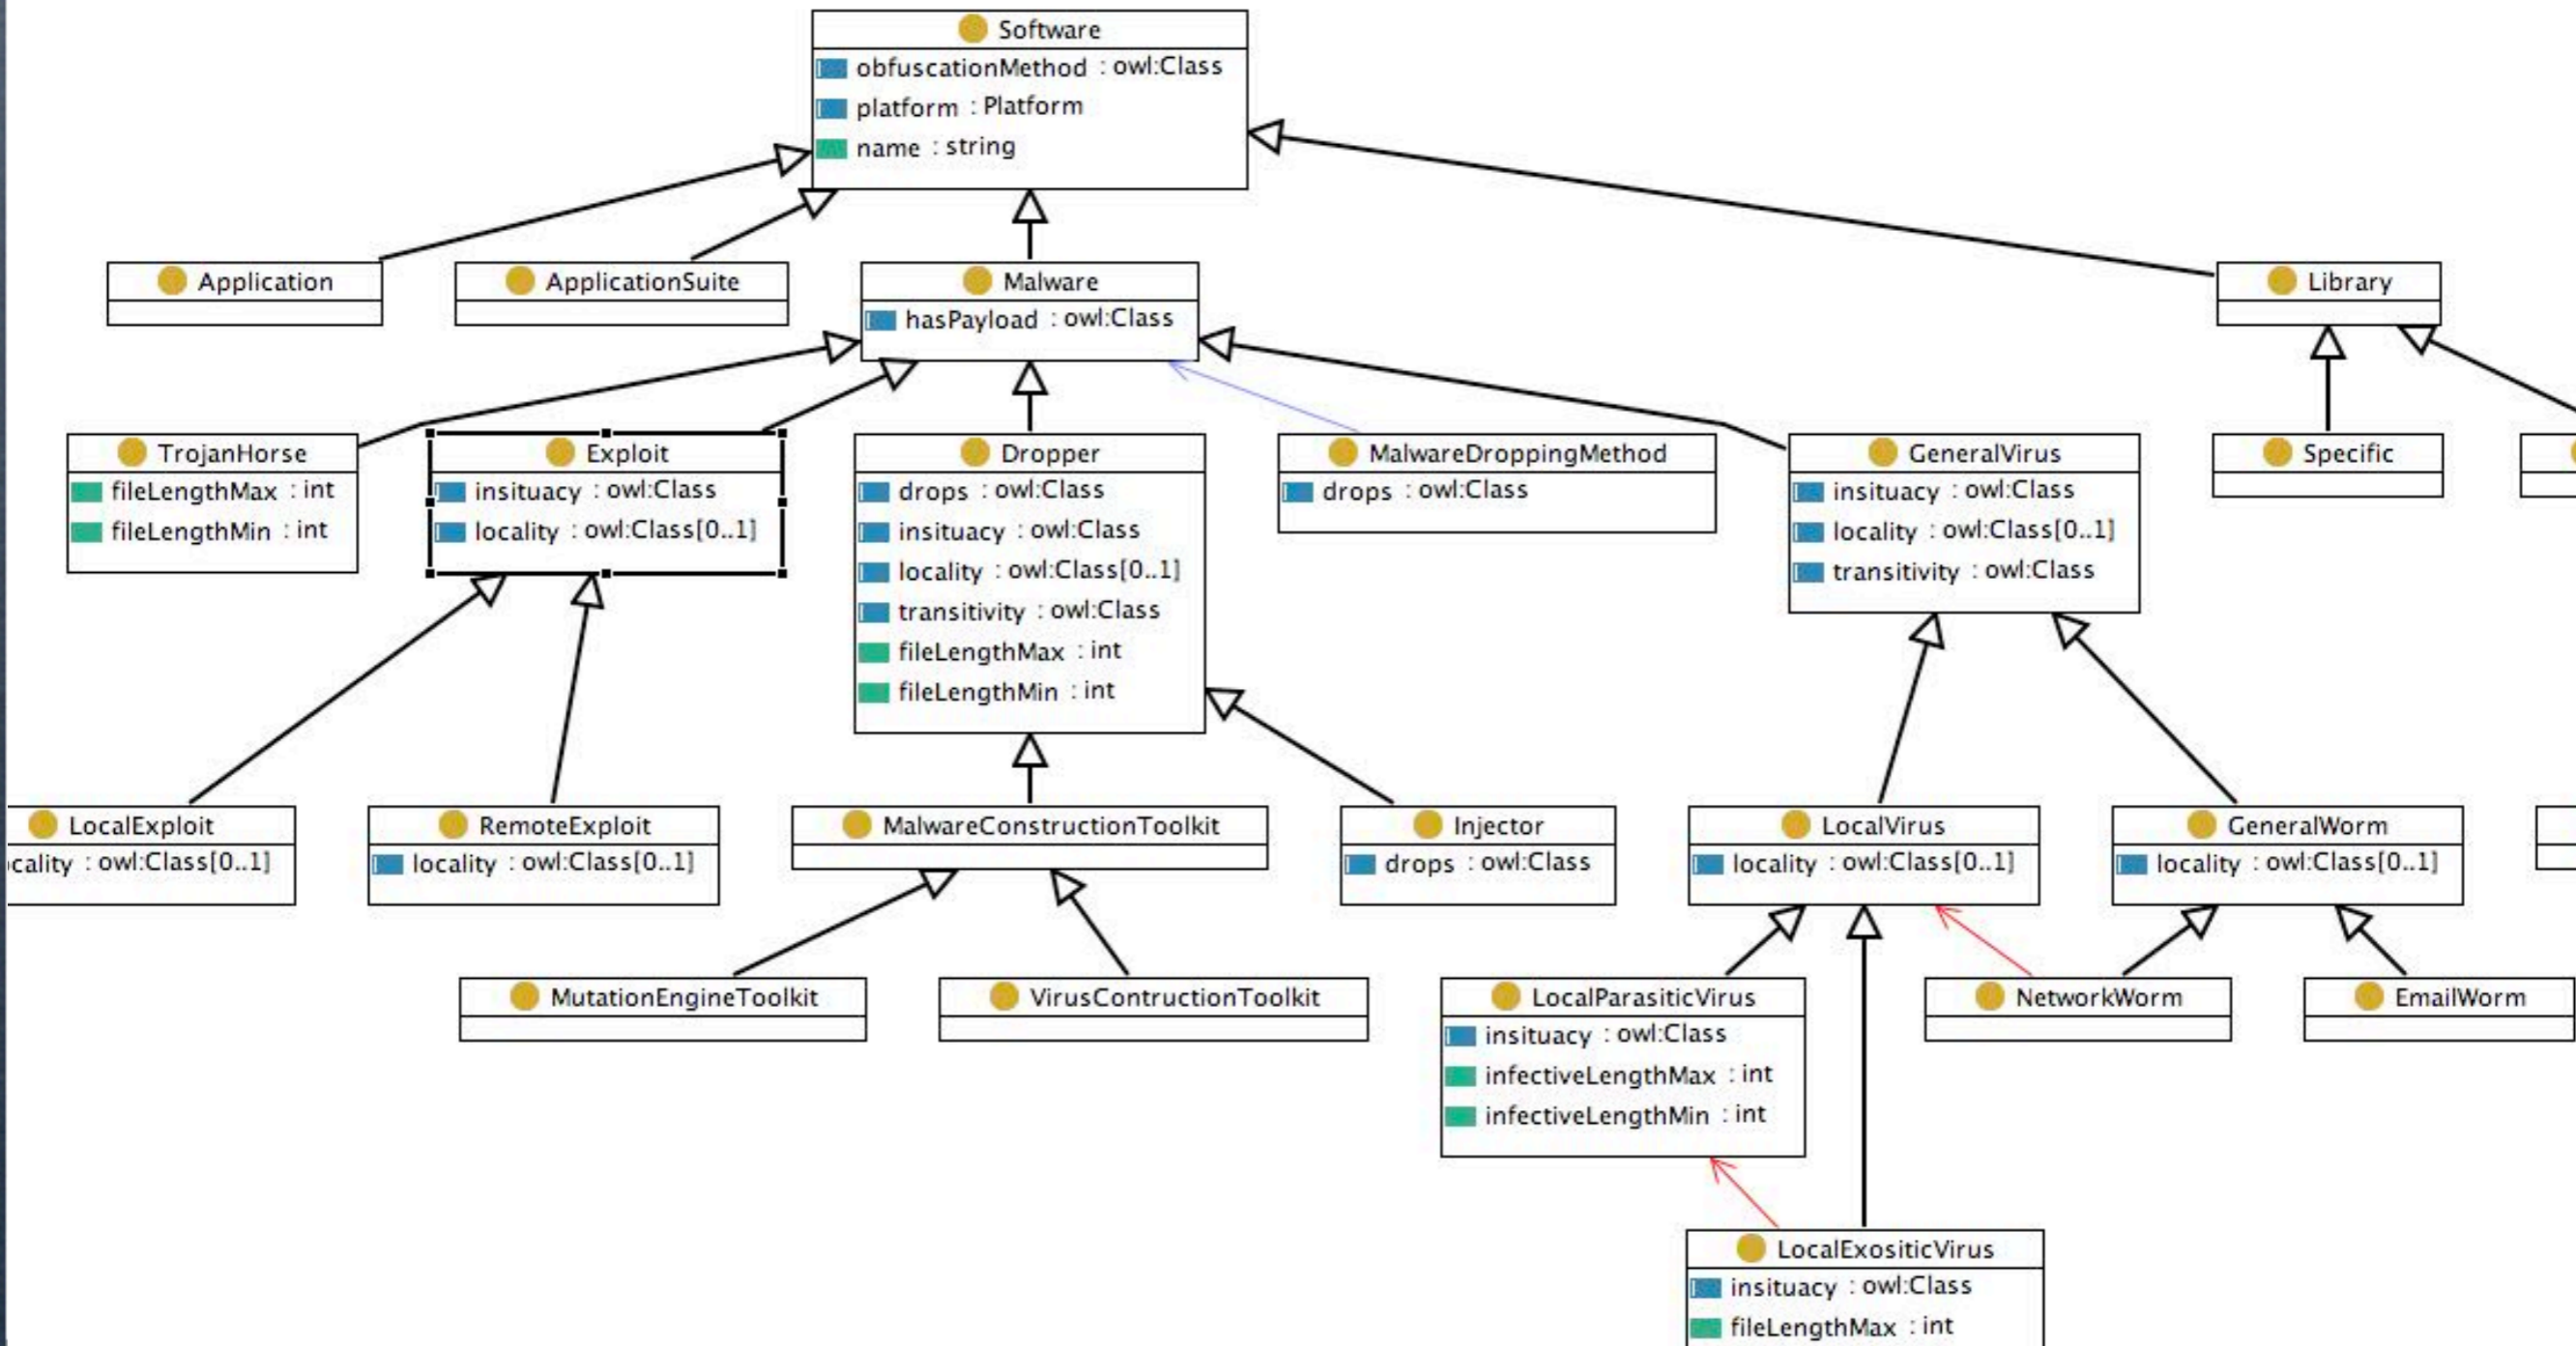 Software
obfuscationMethod : owl:Class
platform : Platform
name : string
Application
ApplicationSuite
Malware
hasPayload : owl:Class
Library
TrojanHorse
fileLengthMax : int
fileLengthMin : int
Exploit
insituacy : owl:Class
locality : owl:Class[0..1]
Dropper
drops : owl:Class
insituacy : owl:Class
locality : owl:Class[0..1]
transitivity : owl:Class
fileLengthMax : int
fileLengthMin : int
MalwareDroppingMethod
drops : owl:Class
GeneralVirus
insituacy : owl:Class
locality : owl:Class[0..1]
transitivity : owl:Class
Specific
LocalExploit
ocality : owl:Class[0..1]
RemoteExploit
locality : owl:Class[0..1]
MalwareConstructionToolkit
Injector
drops : owl:Class
LocalVirus
locality : owl:Class[0..1]
GeneralWorm
locality : owl:Class[0..1]
MutationEngineToolkit
VirusContructionToolkit
LocalParasiticVirus
insituacy : owl:Class
infectiveLengthMax : int
infectiveLengthMin : int
NetworkWorm
EmailWorm
LocalExositicVirus
insituacy : owl:Class
fileLengthMax : int